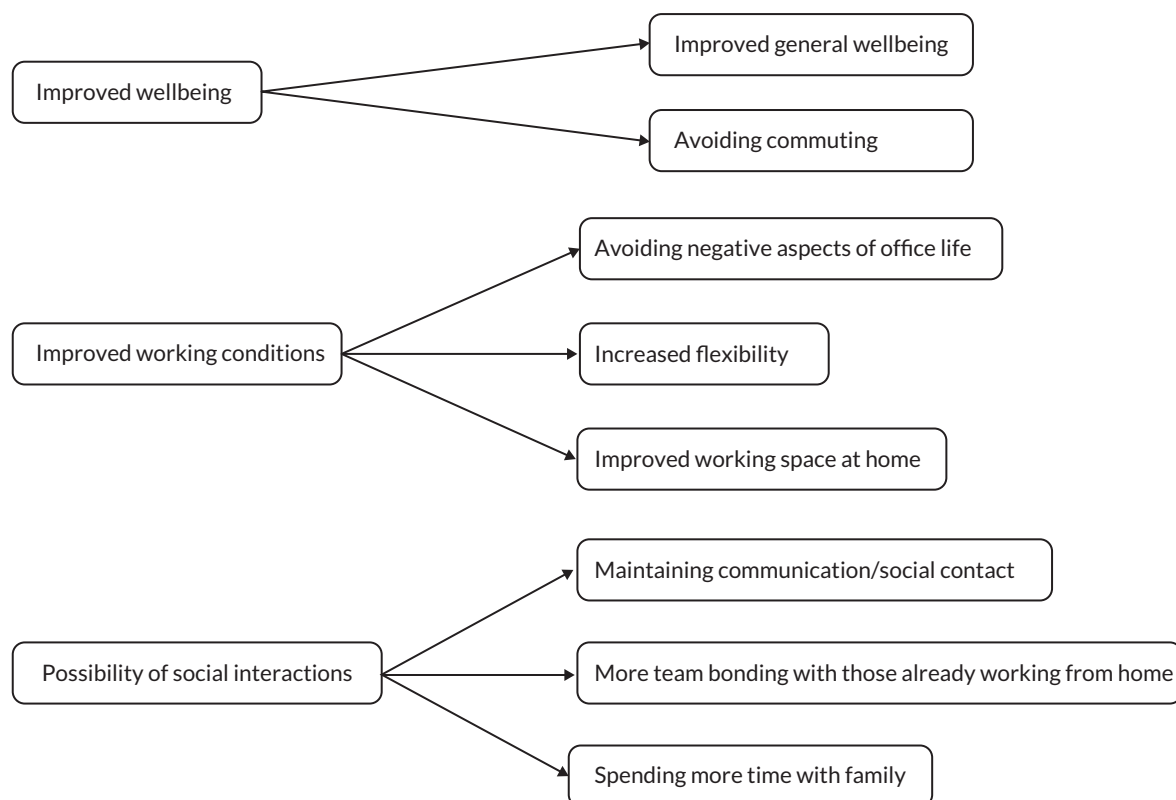 Improved wellbeing
Improved general wellbeing
Avoiding commuting
Improved working conditions
Avoiding negative aspects of office life
Increased flexibility
Improved working space at home
Possibility of social interactions
Maintaining communication/social contact
More team bonding with those already working from home
Spending more time with family